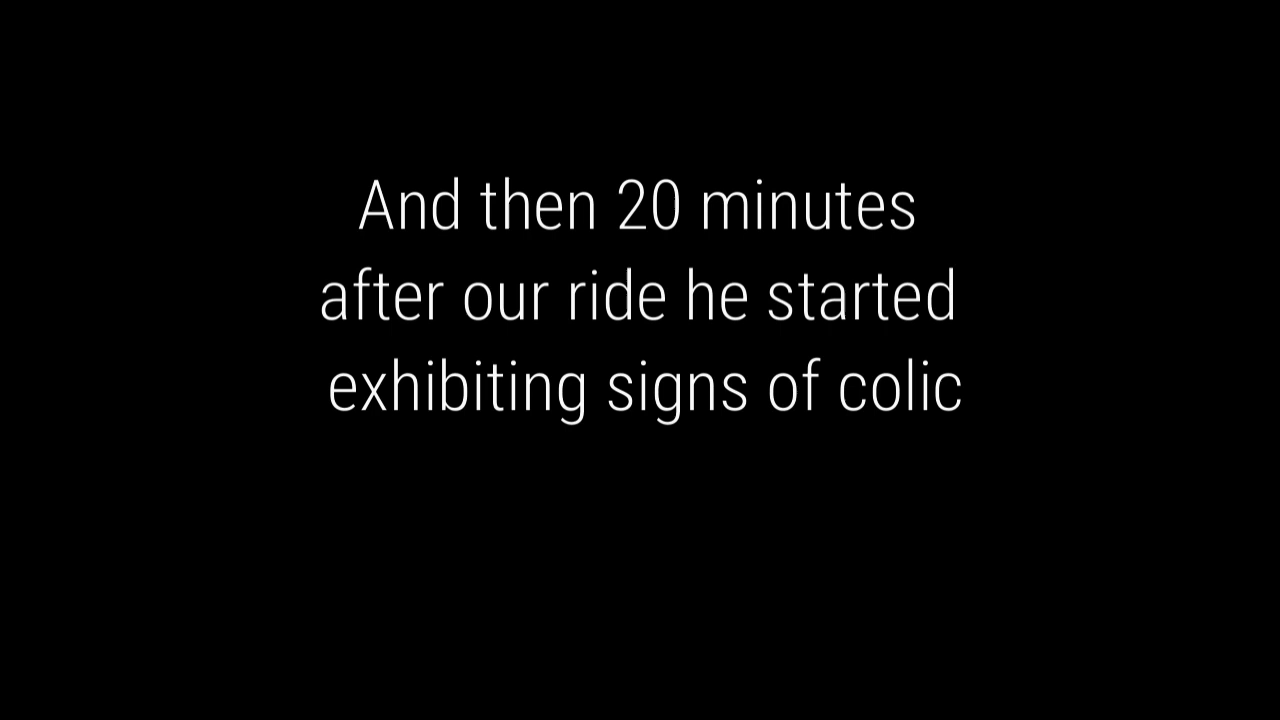 And then 20 minutes
after our ride he started
exhibiting signs of colic